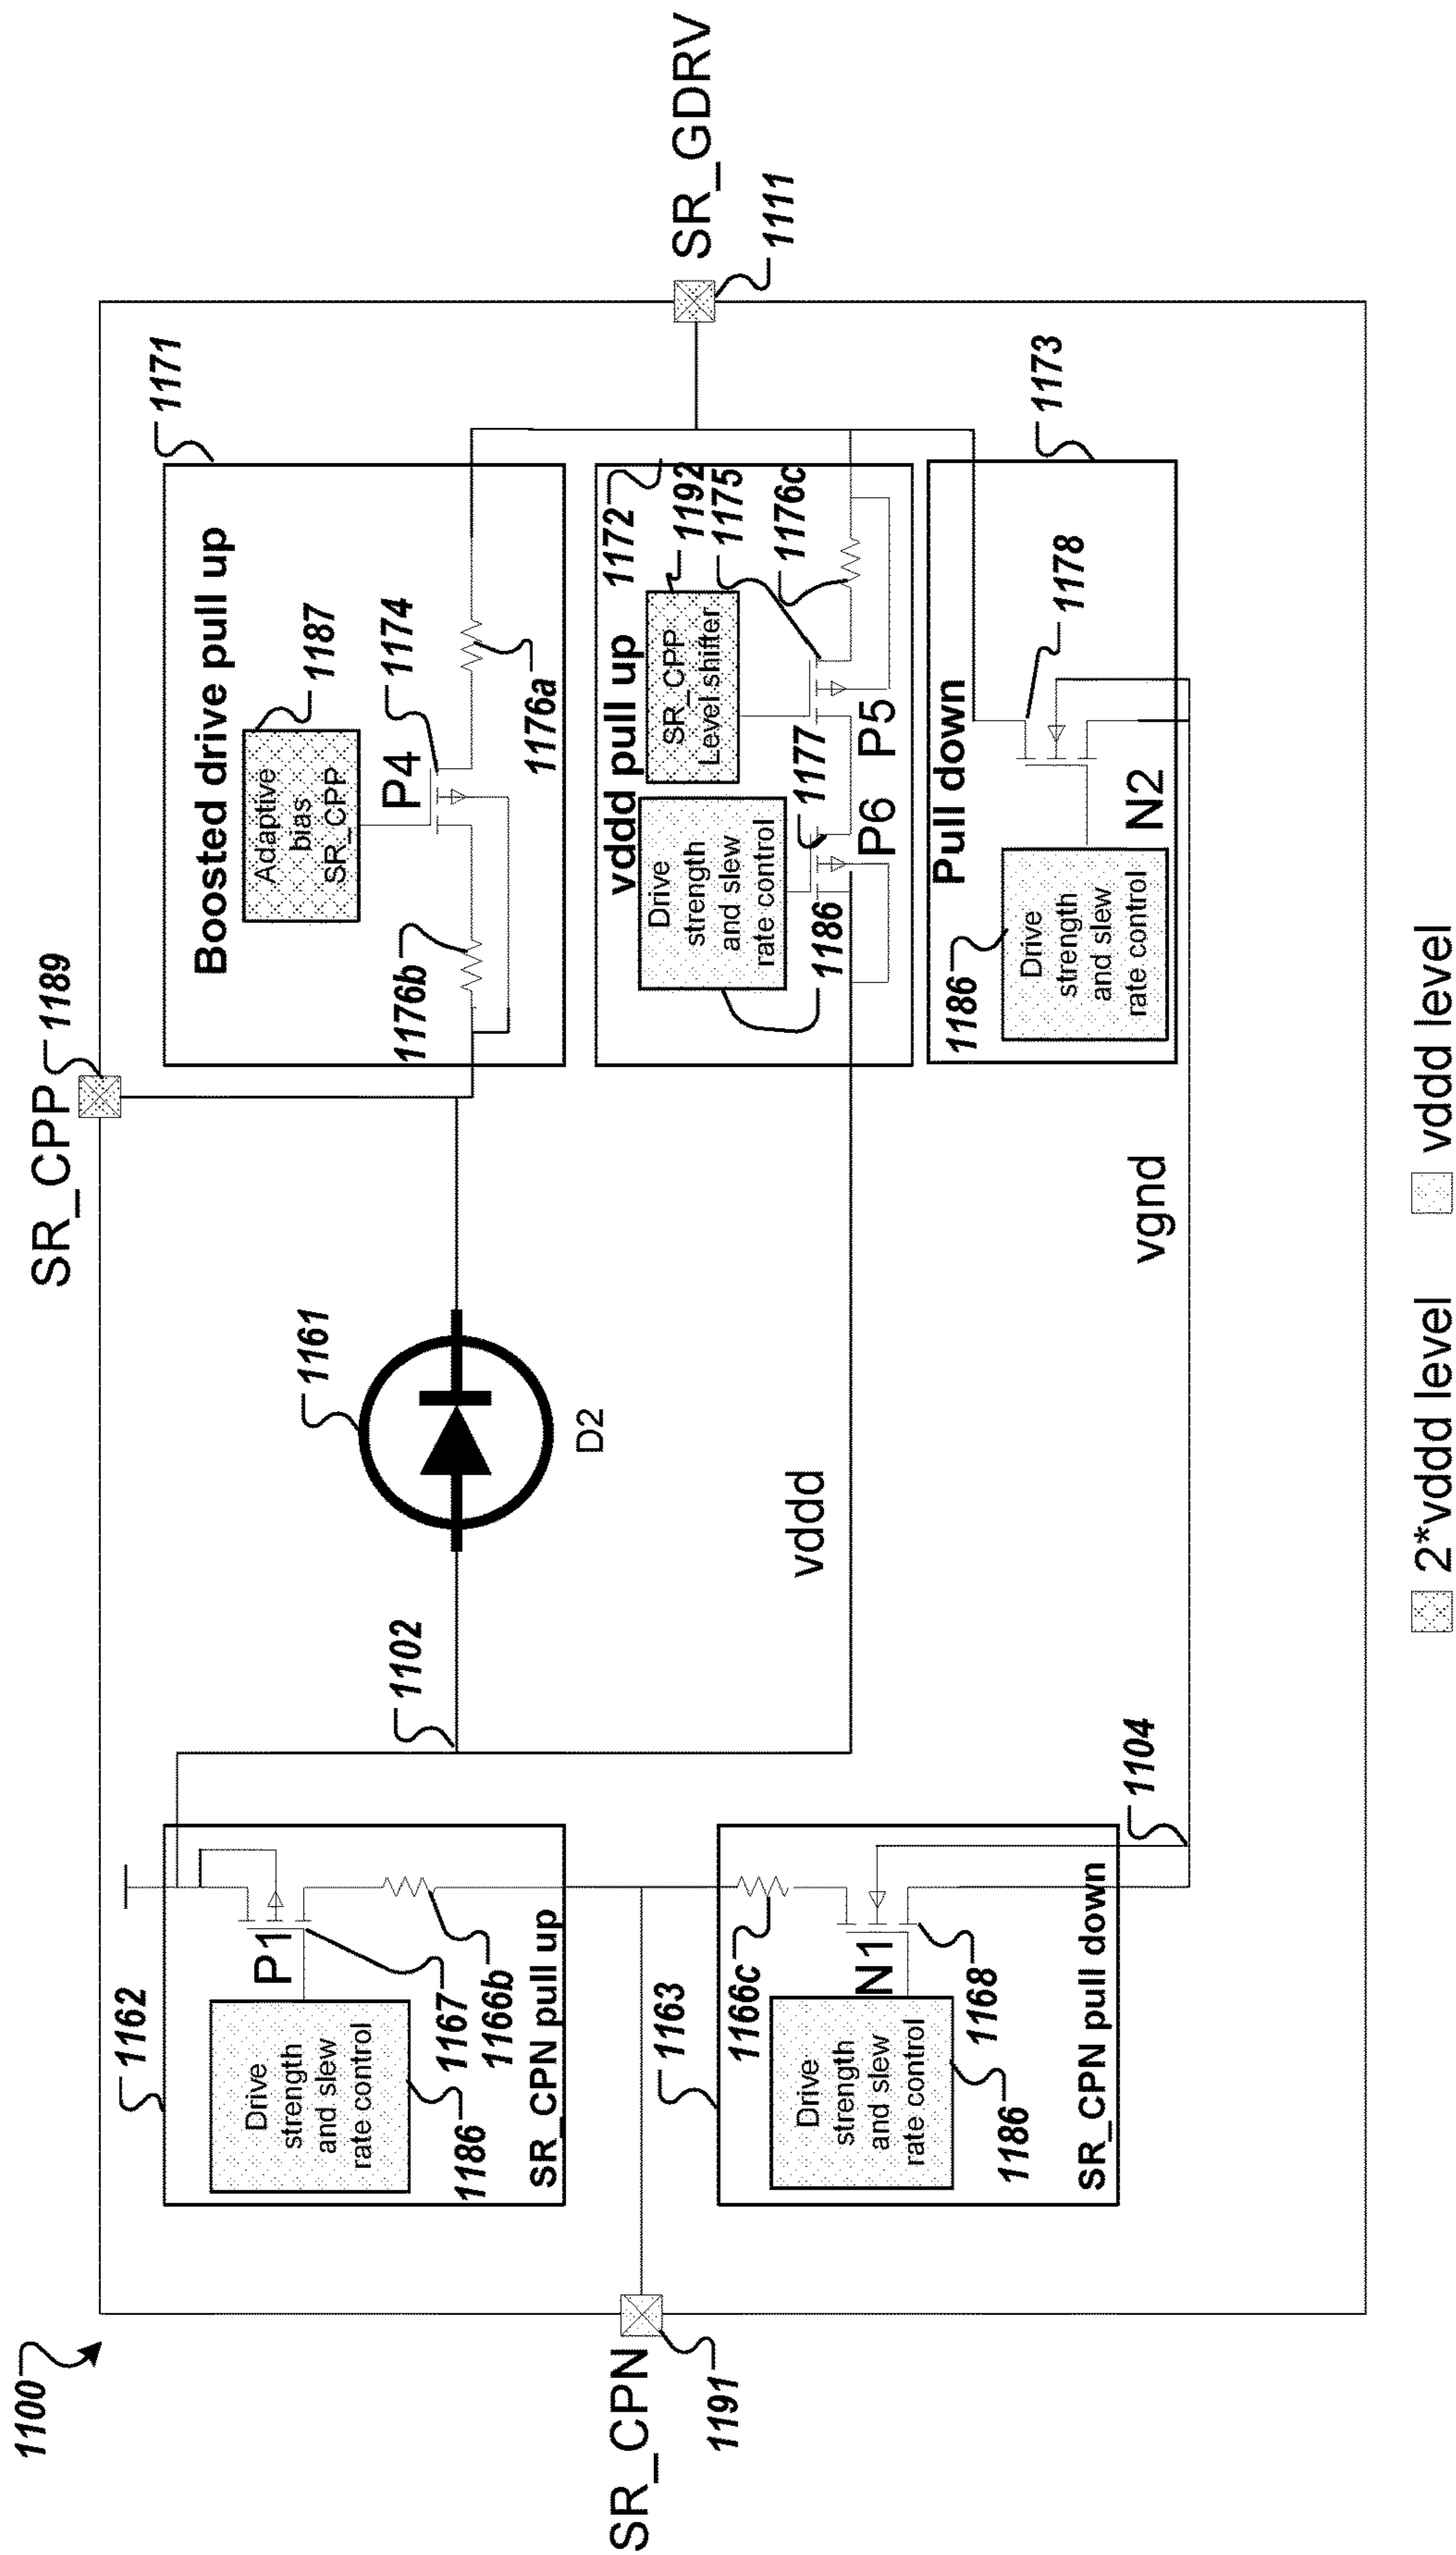 1100
SR_CPP
1189
1162
Drive
strength
and slew
rate control
P1
1167
1166b
1186
SR_CPN pull up
1102
1161
D2
Boosted drive pull up
1171
Adaptive
bias
SR_CPP
1187
P4
1174
1176b
1176a
SR_GDRV
1111
SR_CPN
1191
1163
1166c
Drive
strength
and slew
rate control
N1
1168
1186
SR_CPN pull down
1104
vddd
vddd pull up
1172
1192
1175
1176c
SR_CPP
Level shifter
Drive
strength
and slew
rate control
1177
1186
P6
P5
Pull down
1173
1178
1186
Drive
strength
and slew
rate control
N2
vgnd
2*vddd level
vddd level